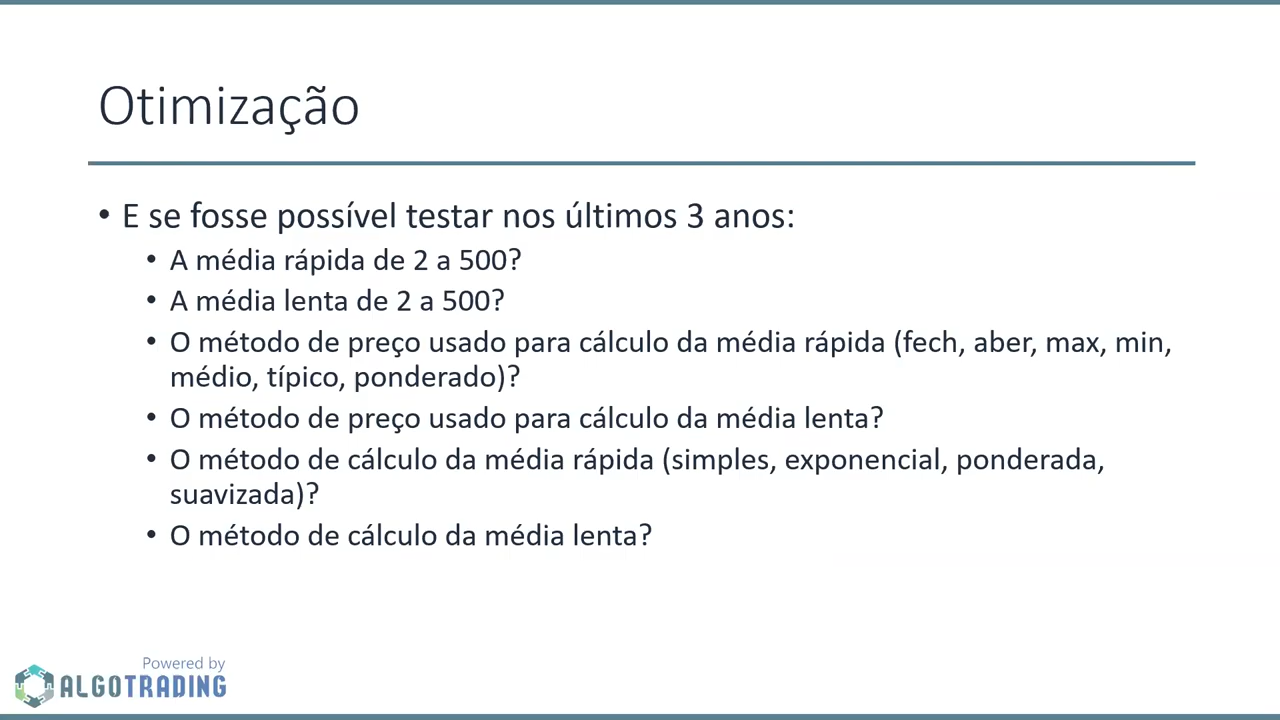 Otimização
• E se fosse possível testar nos últimos 3 anos:
• A média rápida de 2 a 500?
• A média lenta de 2 a 500?
• O método de preço usado para cálculo da média rápida (fech, aber, max, min,
médio, típico, ponderado)?
• O método de preço usado para cálculo da média lenta?
• O método de cálculo da média rápida (simples, exponencial, ponderada,
suavizada)?
• O método de cálculo da média lenta?
Powered by
ALGOTRADING